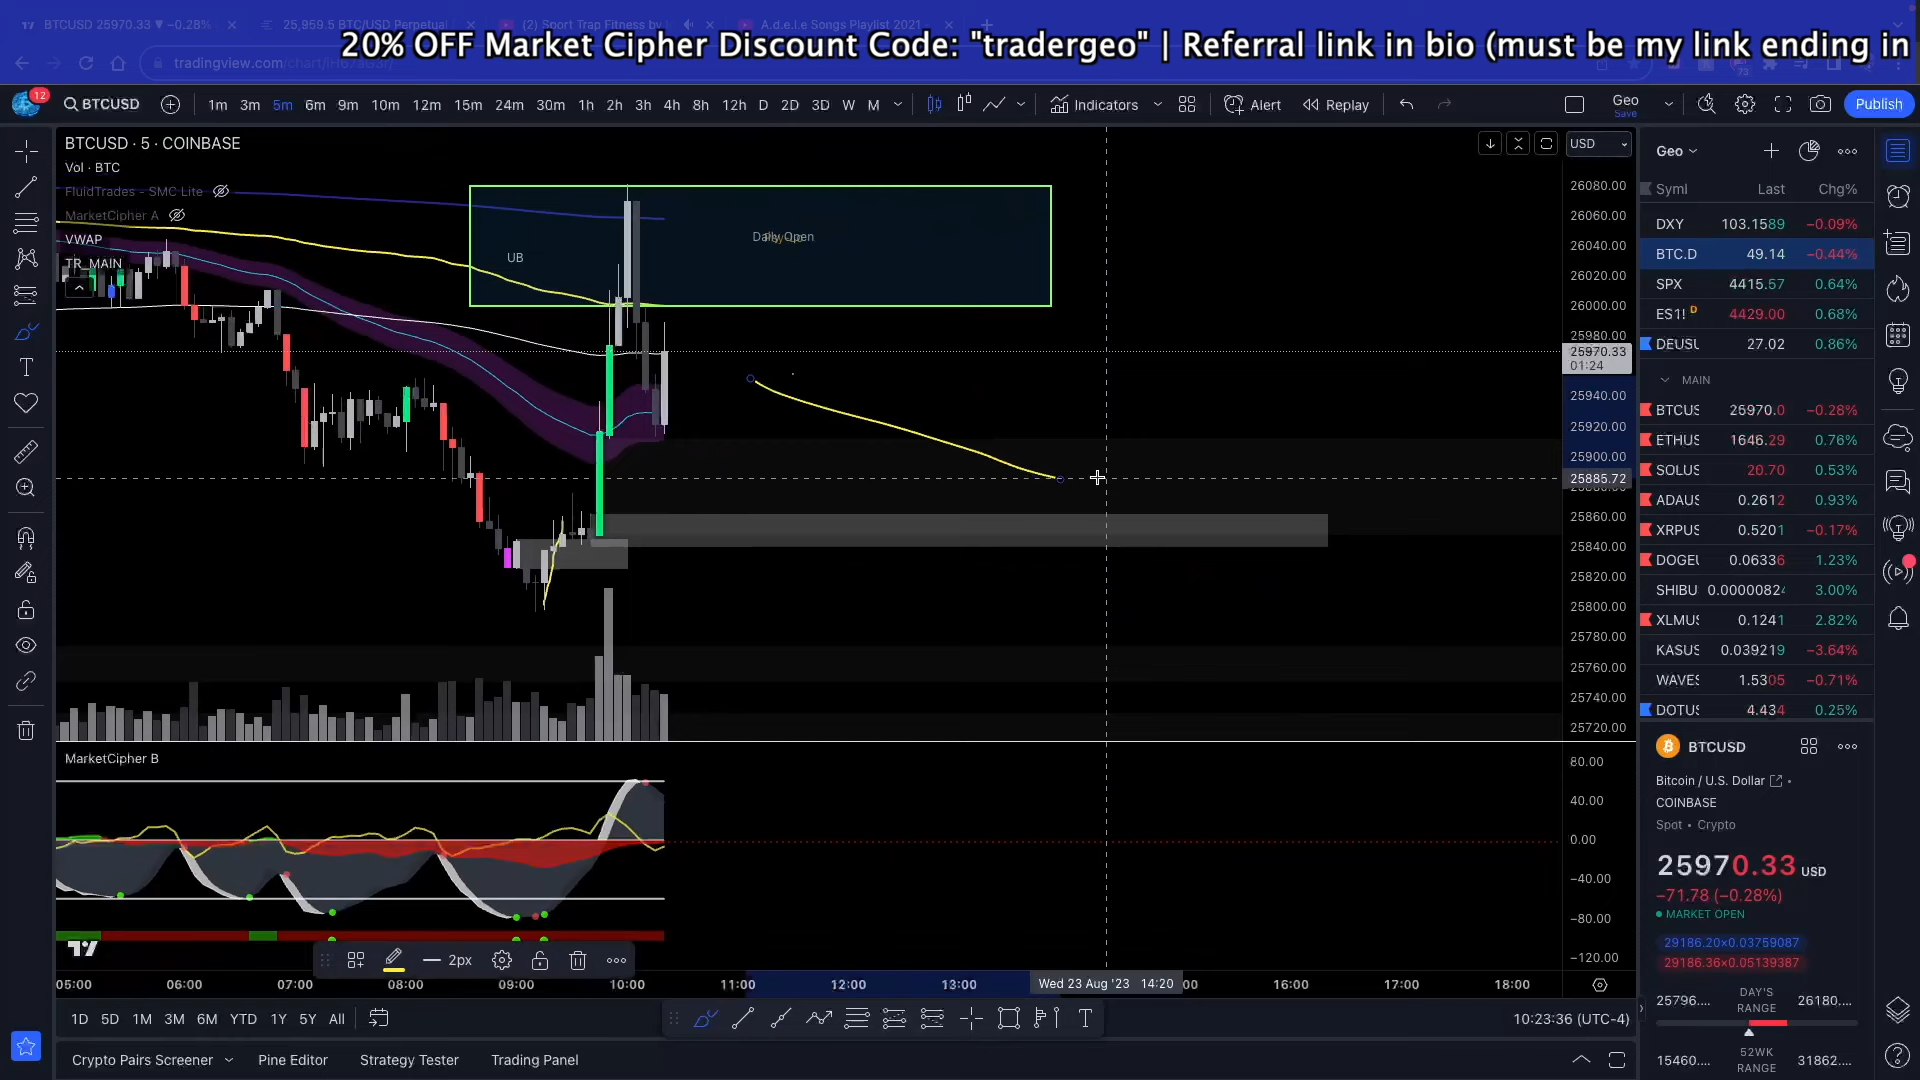 BTCUSD 25970.33 ▼ −0.28%
25,959.5 BTC/USD Perpetual
(2) Sport Trap Fitness by
A.d.e.l.e Songs Playlist 2021
20% OFF Market Cipher Discount Code: "tradergeo" | Referral link in bio (must be my link ending in
12
BTCUSD
1m 3m 5m 6m 9m 10m 12m 15m 24m 30m 1h 2h 3h 4h 8h 12h D 2D 3D W M
Indicators
Alert
Replay
Geo
Save
Publish
BTCUSD · 5 · COINBASE
Vol · BTC
FluidTrades - SMC Lite
MarketCipher A
VWAP
TR_MAIN
UB
Daily Open
USD
26080.00
26060.00
26040.00
26020.00
26000.00
25980.00
25970.33
01:24
25940.00
25920.00
25900.00
25885.72
25860.00
25840.00
25820.00
25800.00
25780.00
25760.00
25740.00
25720.00
MarketCipher B
80.00
40.00
0.00
−40.00
−80.00
−120.00
2px
05:00 06:00 07:00 08:00 09:00 10:00 11:00 12:00 13:00 Wed 23 Aug '23 14:20 16:00 17:00 18:00
1D 5D 1M 3M 6M YTD 1Y 5Y All
10:23:36 (UTC-4)
Crypto Pairs Screener Pine Editor Strategy Tester Trading Panel
Geo
Syml Last Chg%
DXY 103.1589 −0.09%
BTC.D 49.14 −0.44%
SPX 4415.57 0.64%
ES1! D 4429.00 0.68%
DEUSU 27.02 0.86%
MAIN
BTCUS 25970.0 −0.28%
ETHUS 1646.29 0.76%
SOLUS 20.70 0.53%
ADAUS 0.2612 0.93%
XRPUS 0.5201 −0.17%
DOGEU 0.06336 1.23%
SHIBU 0.00000824 3.00%
XLMUS 0.1241 2.82%
KASUS 0.039219 −3.64%
WAVES 1.5305 −0.71%
DOTUS 4.434 0.25%
BTCUSD
Bitcoin / U.S. Dollar
COINBASE
Spot • Crypto
25970.33 USD
−71.78 (−0.28%)
MARKET OPEN
29186.20×0.03759087
29186.36×0.05139387
25796.... DAY'S RANGE 26180....
15460.... 52WK RANGE 31862....